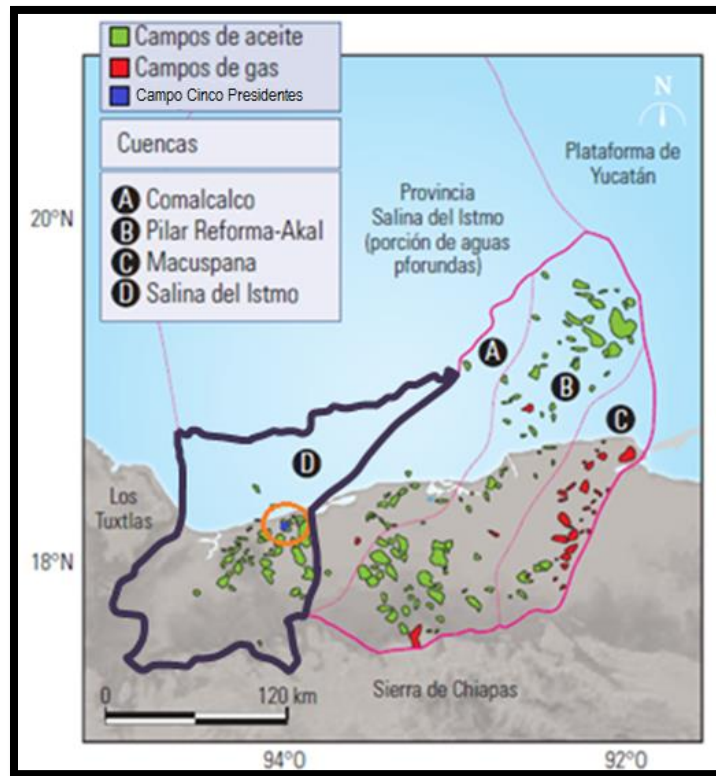 Campos de aceite
Campos de gas
Campo Cinco Presidentes
Cuencas
A Comalcalco
B Pilar Reforma-Akal
C Macuspana
D Salina del Istmo
N
Plataforma de
Yucatán
Provincia
Salina del Istmo
(porción de aguas
pforundas)
20°N
A
B
C
D
Los
Tuxtlas
18°N
0 120 km
Sierra de Chiapas
94°O 92°O